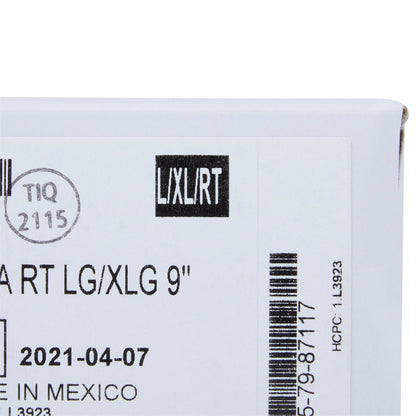 TIQ
2115
L/XL/RT
A RT LG/XLG 9"
2021-04-07
E IN MEXICO
L3923
5-79-87117
HCPC: 1.L3923